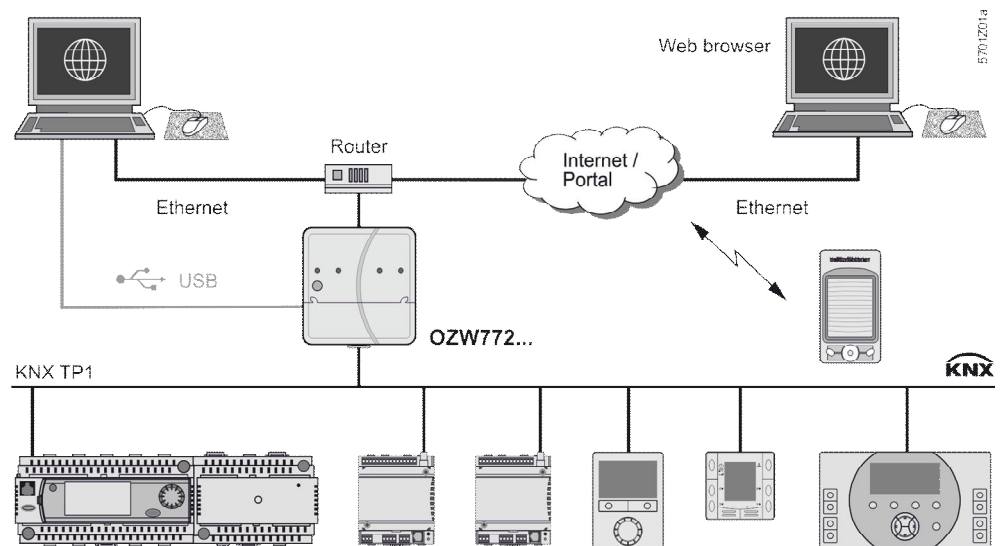 Web browser
5701Z01a
Router
Internet /
Portal
Ethernet
Ethernet
USB
OZW772...
KNX TP1
KNX